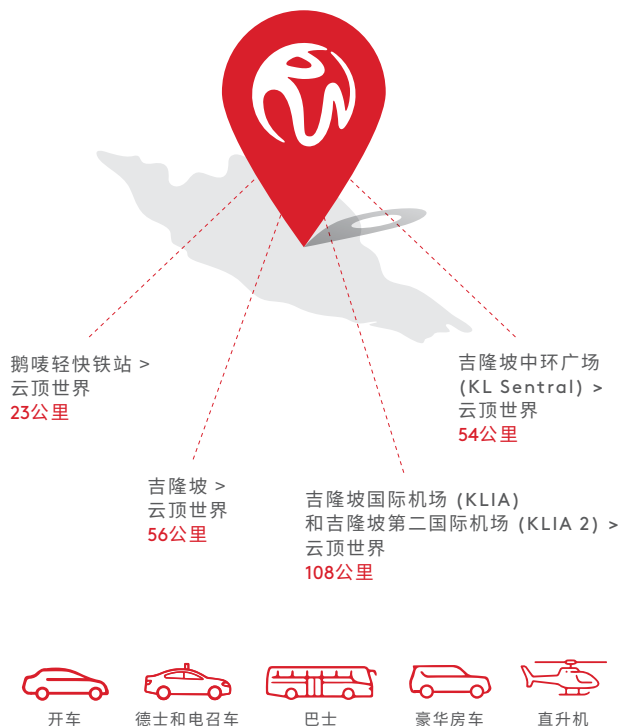 鹅唛轻快铁站 >
云顶世界
23公里
吉隆坡中环广场
(KL Sentral) >
云顶世界
54公里
吉隆坡 >
云顶世界
56公里
吉隆坡国际机场 (KLIA)
和吉隆坡第二国际机场 (KLIA 2) >
云顶世界
108公里
开车
德士和电召车
巴士
豪华房车
直升机